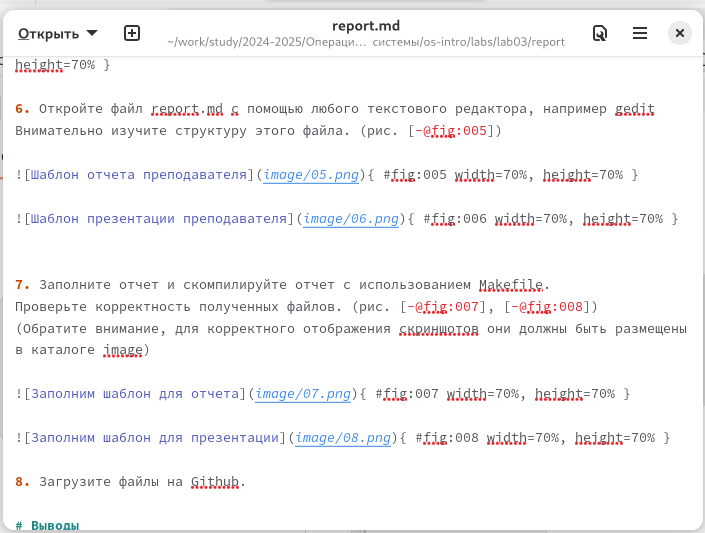 Открыть
report.md
~/work/study/2024-2025/Операци… системы/os-intro/labs/lab03/report
height=70% }
6. Откройте файл report.md с помощью любого текстового редактора, например gedit
Внимательно изучите структуру этого файла. (рис. [-@fig:005])
![Шаблон отчета преподавателя](image/05.png){ #fig:005 width=70%, height=70% }
![Шаблон презентации преподавателя](image/06.png){ #fig:006 width=70%, height=70% }
7. Заполните отчет и скомпилируйте отчет с использованием Makefile.
Проверьте корректность полученных файлов. (рис. [-@fig:007], [-@fig:008])
(Обратите внимание, для корректного отображения скриншотов они должны быть размещены
в каталоге image)
![Заполним шаблон для отчета](image/07.png){ #fig:007 width=70%, height=70% }
![Заполним шаблон для презентации](image/08.png){ #fig:008 width=70%, height=70% }
8. Загрузите файлы на Github.
# Выводы